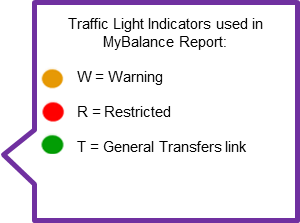 Traffic Light Indicators used in
MyBalance Report:
W = Warning
R = Restricted
T = General Transfers link